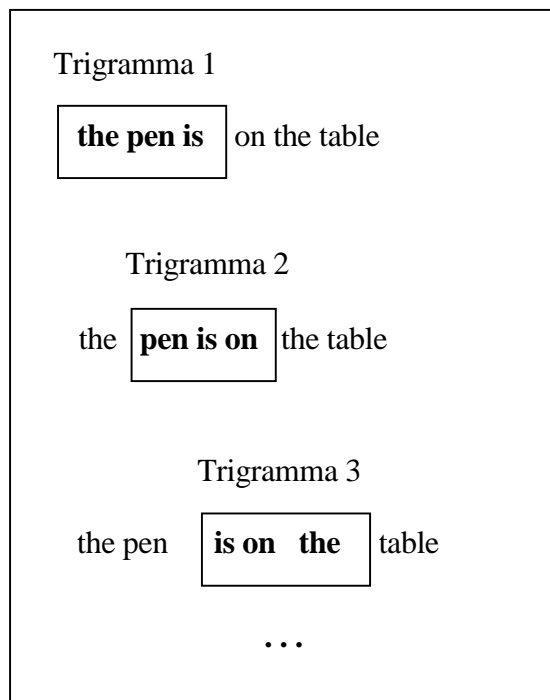 Trigramma 1
the pen is on the table
Trigramma 2
the pen is on the table
Trigramma 3
the pen is on the table
...